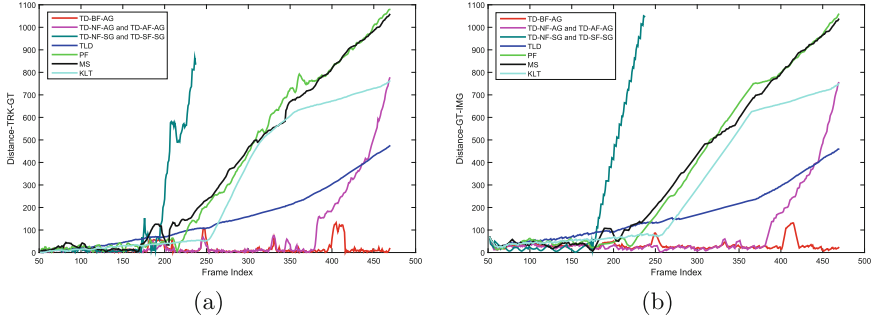 1100
1000
900
800
700
600
500
400
300
200
100
0
Distance-TRK-GT
TD-BF-AG
TD-NF-AG and TD-AF-AG
TD-NF-SG and TD-SF-SG
TLD
PF
MS
KLT
50 100 150 200 250 300 350 400 450 500
Frame Index
(a)
1100
1000
900
800
700
600
500
400
300
200
100
0
Distance-GT-IMG
TD-BF-AG
TD-NF-AG and TD-AF-AG
TD-NF-SG and TD-SF-SG
TLD
PF
MS
KLT
50 100 150 200 250 300 350 400 450 500
Frame Index
(b)